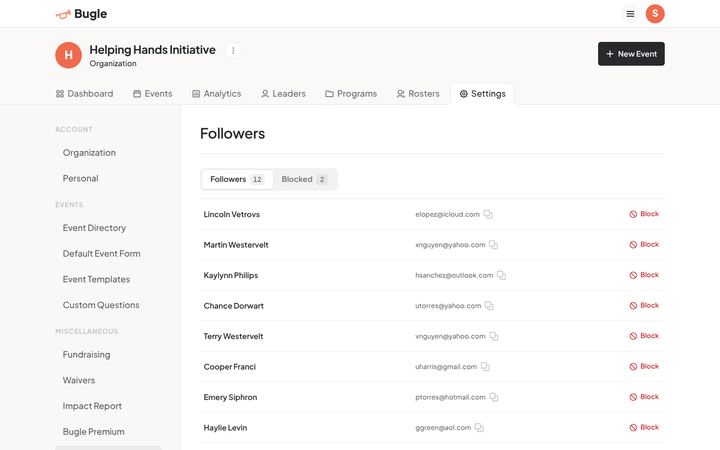 Bugle
S
H
Helping Hands Initiative
Organization
New Event
Dashboard
Events
Analytics
Leaders
Programs
Rosters
Settings
ACCOUNT
Organization
Personal
EVENTS
Event Directory
Default Event Form
Event Templates
Custom Questions
MISCELLANEOUS
Fundraising
Waivers
Impact Report
Bugle Premium
Followers
Followers 12
Blocked 2
Lincoln Vetrovs elopez@icloud.com Block
Martin Westervelt xnguyen@yahoo.com Block
Kaylynn Philips hsanchez@outlook.com Block
Chance Dorwart utorres@yahoo.com Block
Terry Westervelt vnguyen@yahoo.com Block
Cooper Franci uharris@gmail.com Block
Emery Siphron ptorres@hotmail.com Block
Haylie Levin ggreen@aol.com Block